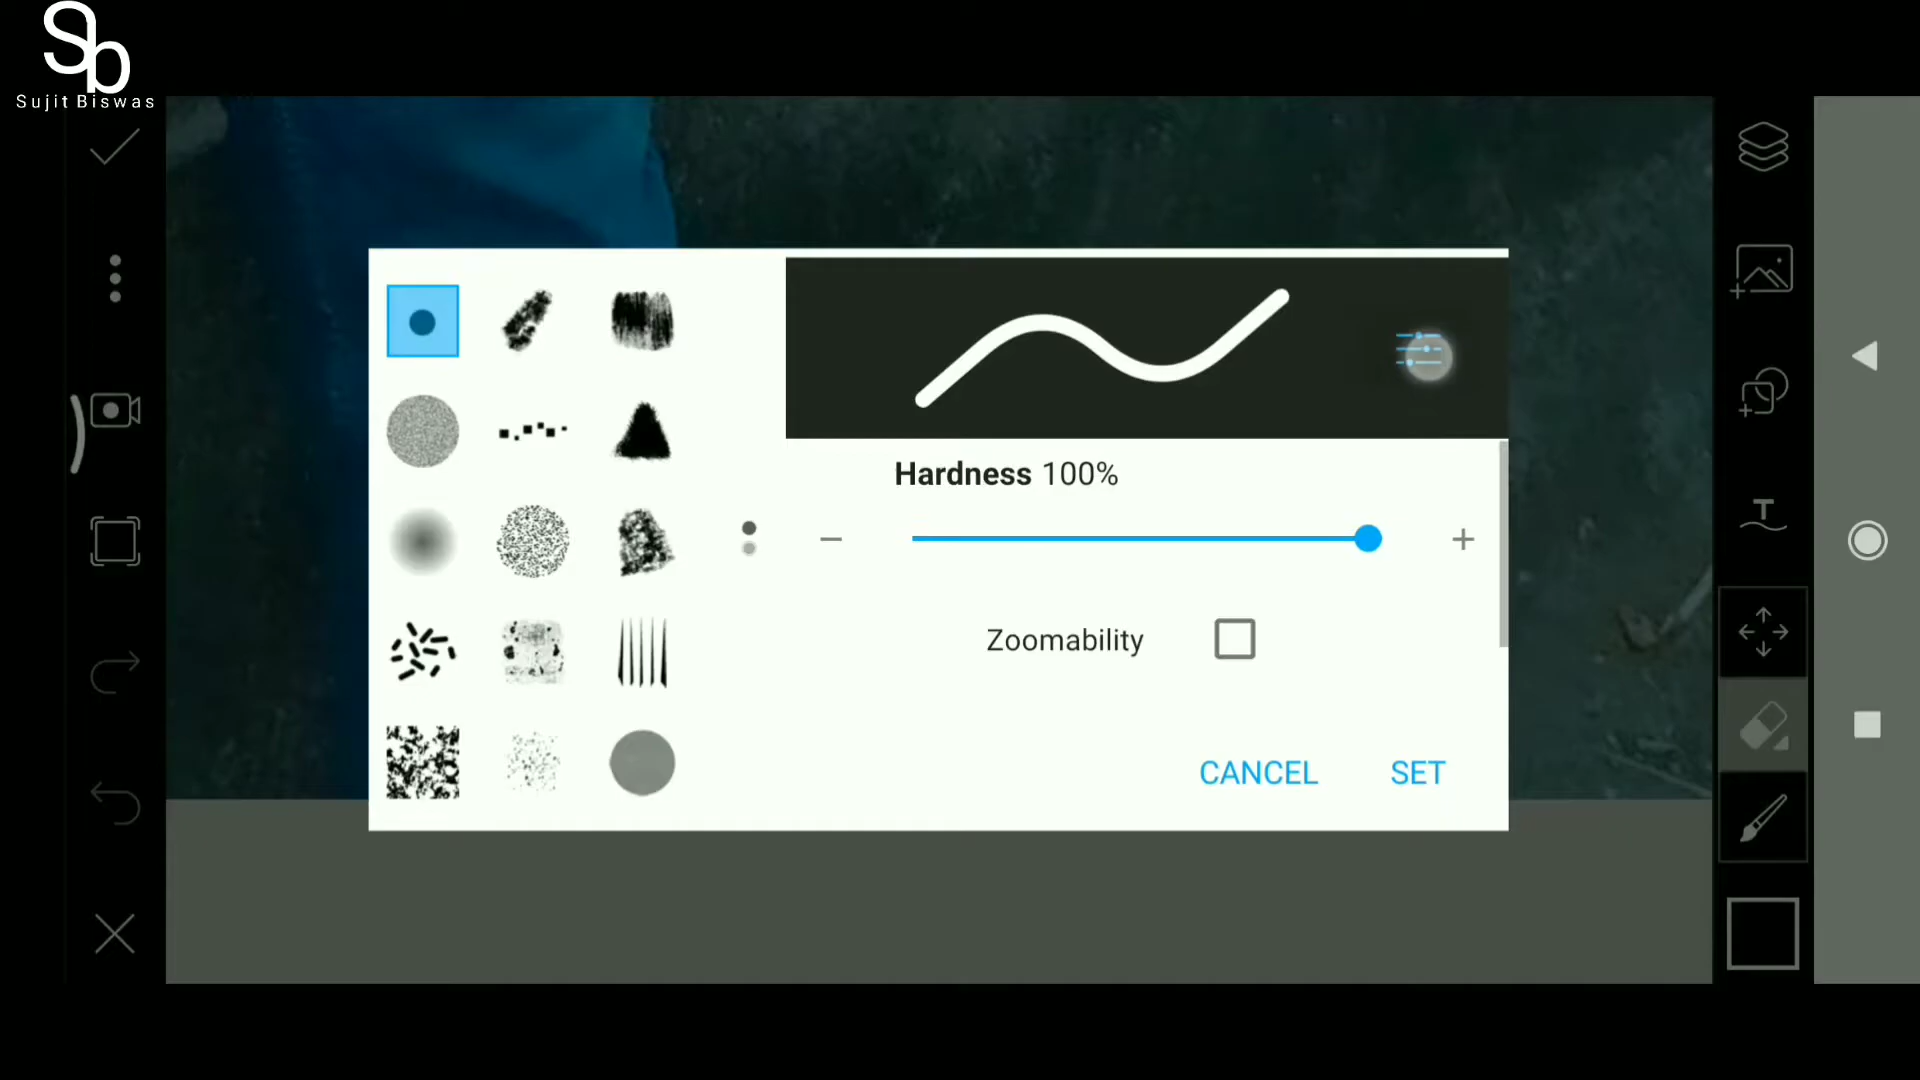 Sb
Sujit Biswas
Hardness 100%
Zoomability
CANCEL
SET
T